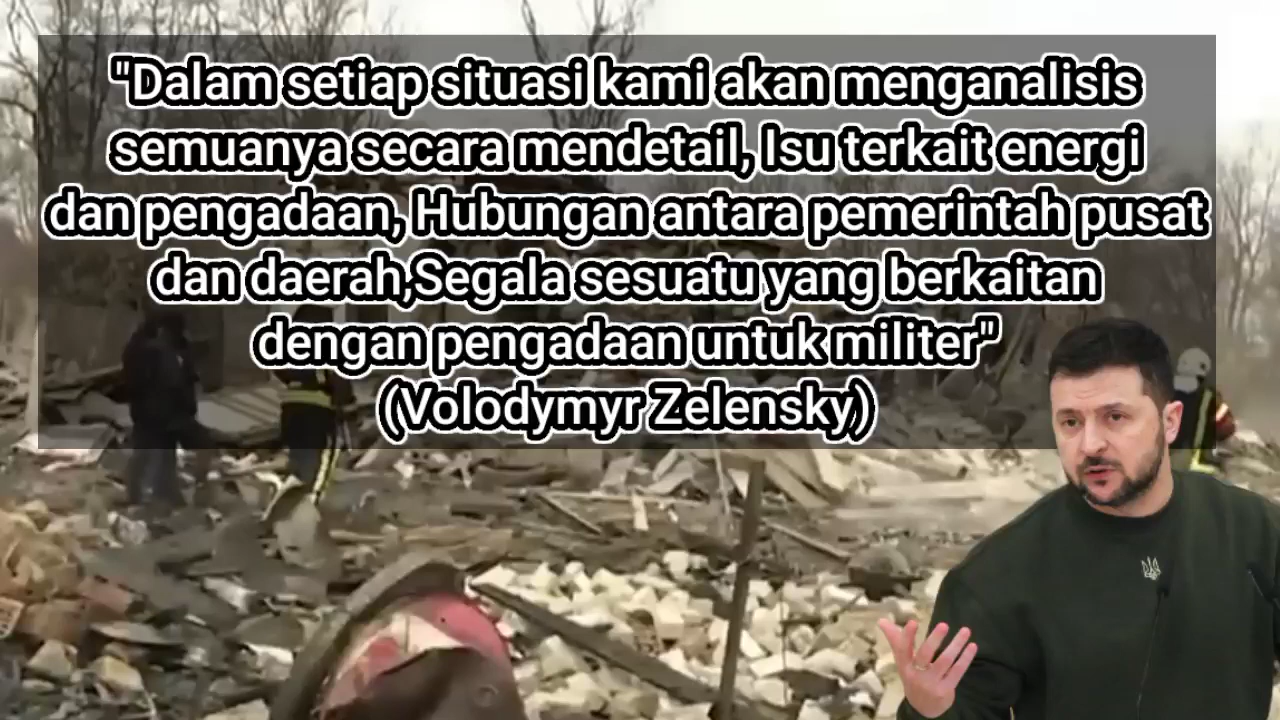 "Dalam setiap situasi kami akan menganalisis
semuanya secara mendetail, Isu terkait energi
dan pengadaan, Hubungan antara pemerintah pusat
dan daerah,Segala sesuatu yang berkaitan
dengan pengadaan untuk militer"
(Volodymyr Zelensky)